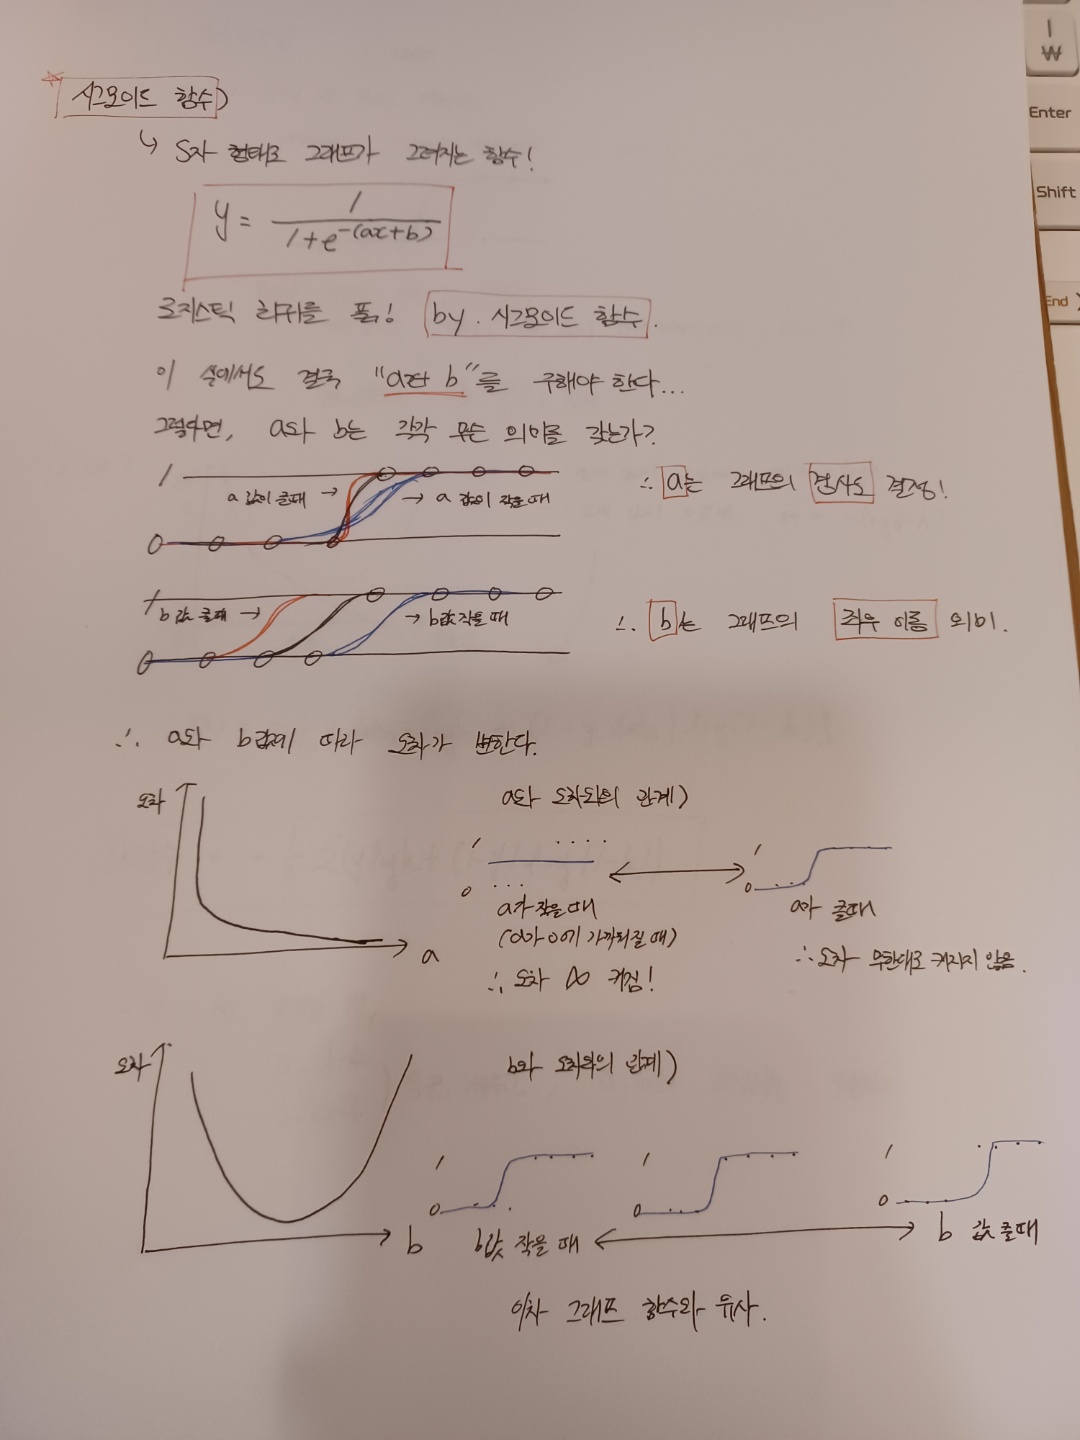 시그모이드 함수)
↳ S자 형태로 그래프가 그려지는 함수!
y = 1 / 1+e^-(ax+b)
로지스틱 회귀를 풂! by. 시그모이드 함수.
이 식에서도 결국 "a와 b"를 구해야 한다...
그렇다면, a와 b는 각각 무슨 의미를 갖는가?
1
a 값이 클때 → → a 값이 작을 때
0
∴ a는 그래프의 경사도 결정!
1
b값 클때 → → b값 작을 때
0
∴ b는 그래프의 좌우 이동 의미.
∴ a와 b값에 따라 오차가 변한다.
오차
a
a와 오차와의 관계)
1
0
a가 작을 때
(a가 0에 가까워질 때)
∴ 오차 ∞ 커짐!
1
0
a가 클때
∴ 오차 무한대로 커지지 않음.
오차
b
b와 오차와의 관계)
1
0
1
0
1
0
b값 작을 때 ↔ b 값 클때
이차 그래프 함수와 유사.
I
₩
Enter
Shift
End